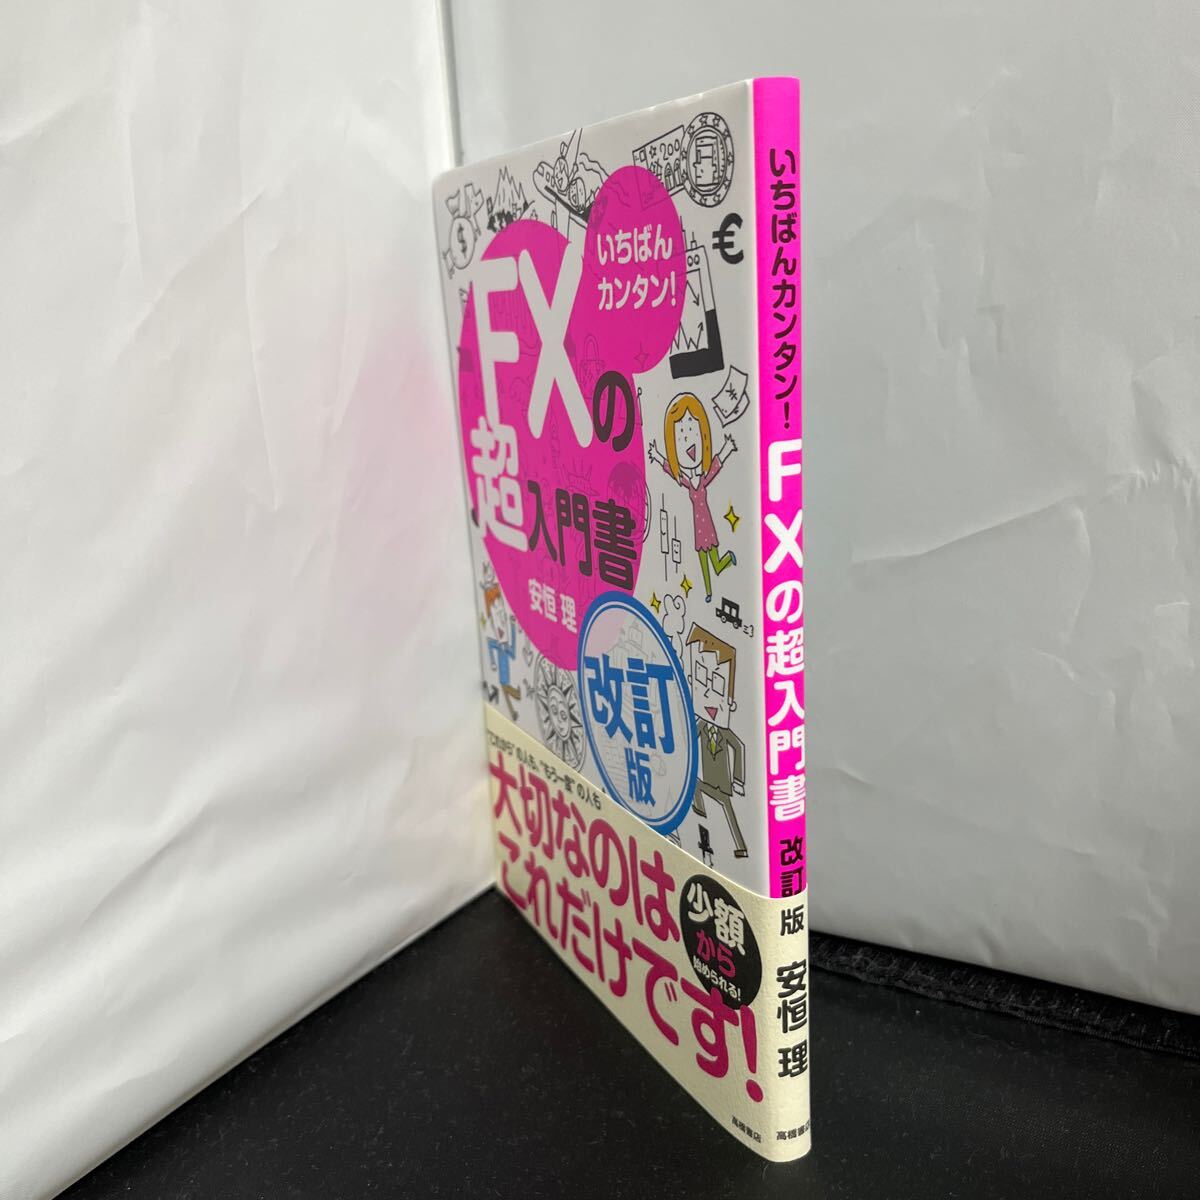 いちばん
カンタン!
FXの
超入門書
安恒 理
改訂
版
€
$
200
"これから"の人も、"もう一度"の人も
大切なのは
これだけです!
少額
から
始められる!
高橋書店
いちばんカンタン! FXの超入門書 改訂版 安恒 理
高橋書店